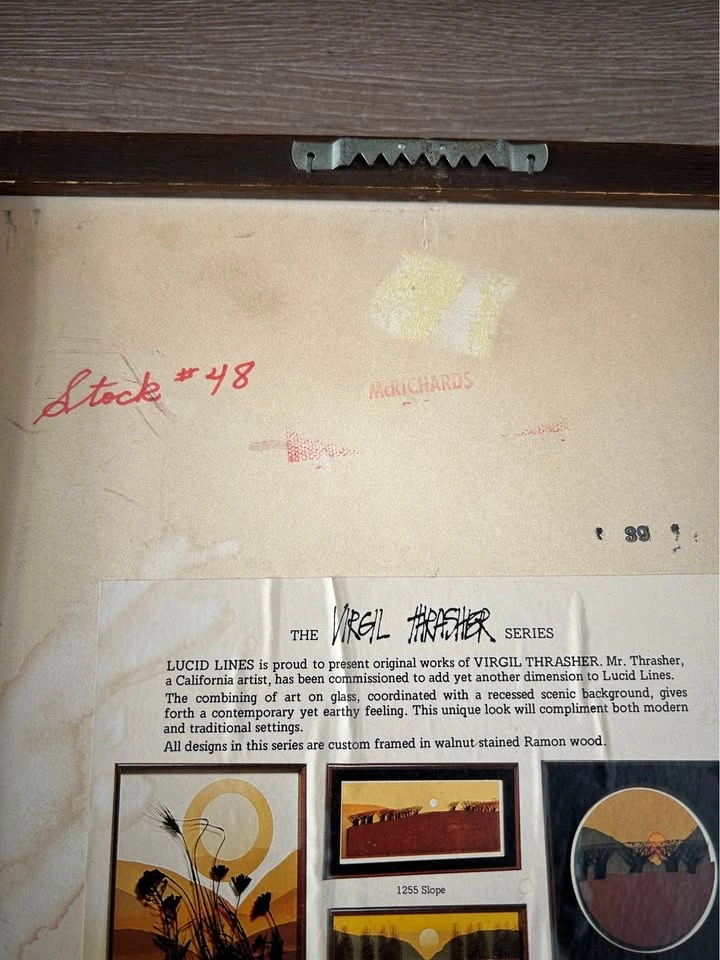 Stock # 48
McRICHARDS
39
THE VIRGIL THRASHER SERIES
LUCID LINES is proud to present original works of VIRGIL THRASHER. Mr. Thrasher,
a California artist, has been commissioned to add yet another dimension to Lucid Lines.
The combining of art on glass, coordinated with a recessed scenic background, gives
forth a contemporary yet earthy feeling. This unique look will compliment both modern
and traditional settings.
All designs in this series are custom framed in walnut stained Ramon wood.
1255 Slope